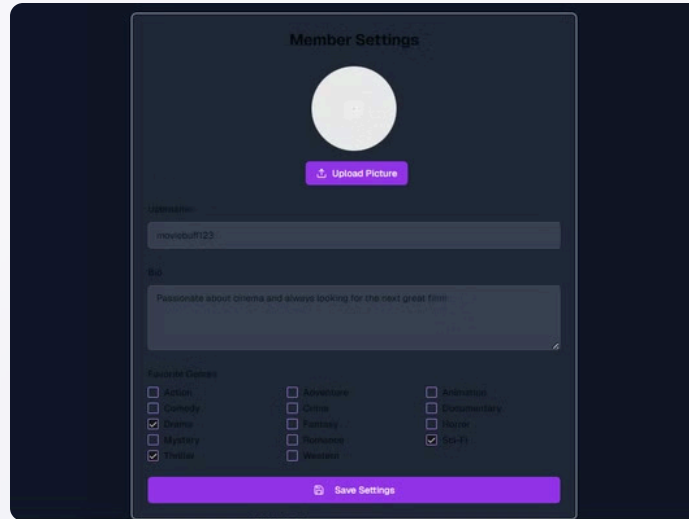 Member Settings
Upload Picture
Username
moviebuff123
Bio
Passionate about cinema and always looking for the next great film!
Favorite Genres
Action Adventure Animation
Comedy Crime Documentary
Drama Fantasy Horror
Mystery Romance Sci-Fi
Thriller Western
Save Settings